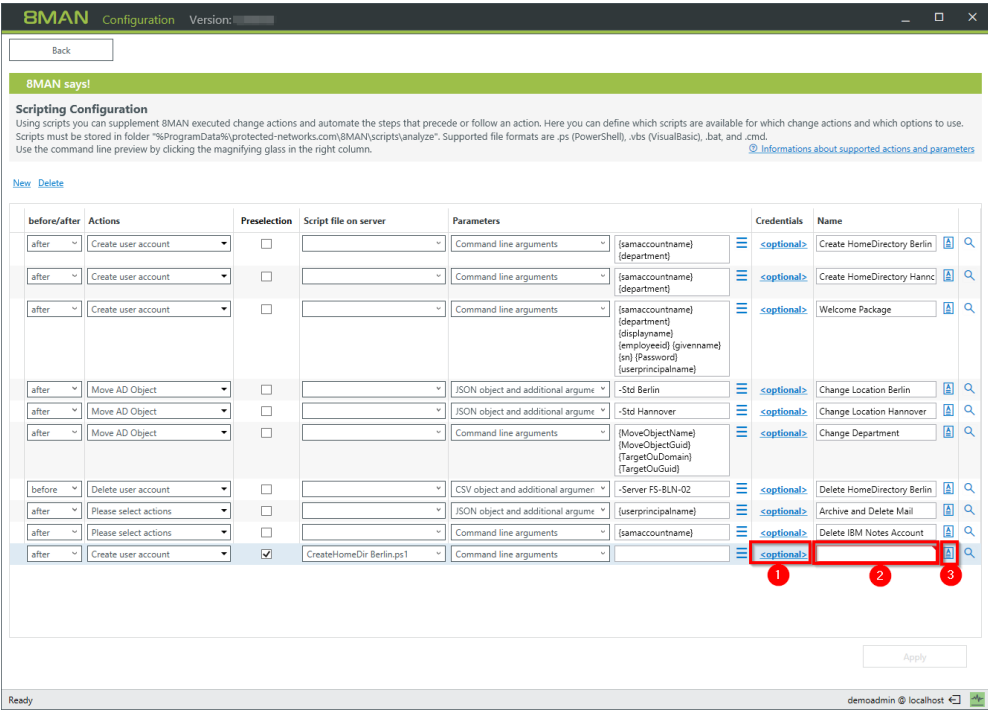 8MAN Configuration Version:
Back
8MAN says!
Scripting Configuration
Using scripts you can supplement 8MAN executed change actions and automate the steps that precede or follow an action. Here you can define which scripts are available for which change actions and which options to use.
Scripts must be stored in folder "%ProgramData%\protected-networks.com\8MAN\scripts\analyze". Supported file formats are .ps (PowerShell), .vbs (VisualBasic), .bat, and .cmd.
Use the command line preview by clicking the magnifying glass in the right column.
Informations about supported actions and parameters
New Delete
before/after Actions Preselection Script file on server Parameters Credentials Name
after Create user account Command line arguments {samaccountname} <optional> Create HomeDirectory Berlin
{department}
after Create user account Command line arguments {samaccountname} <optional> Create HomeDirectory Hannc
{department}
after Create user account Command line arguments {samaccountname} <optional> Welcome Package
{department}
{displayname}
{employeeid} {givenname}
{sn} {Password}
{userprincipalname}
after Move AD Object JSON object and additional argume -Std Berlin <optional> Change Location Berlin
after Move AD Object JSON object and additional argume -Std Hannover <optional> Change Location Hannover
after Move AD Object Command line arguments {MoveObjectName} <optional> Change Department
{MoveObjectGuid}
{TargetOuDomain}
{TargetOuGuid}
before Delete user account CSV object and additional argumen -Server FS-BLN-02 <optional> Delete HomeDirectory Berlin
after Please select actions JSON object and additional argume {userprincipalname} <optional> Archive and Delete Mail
after Please select actions Command line arguments {samaccountname} <optional> Delete IBM Notes Account
after Create user account CreateHomeDir Berlin.ps1 Command line arguments <optional>
1 2 3
Apply
Ready demoadmin @ localhost